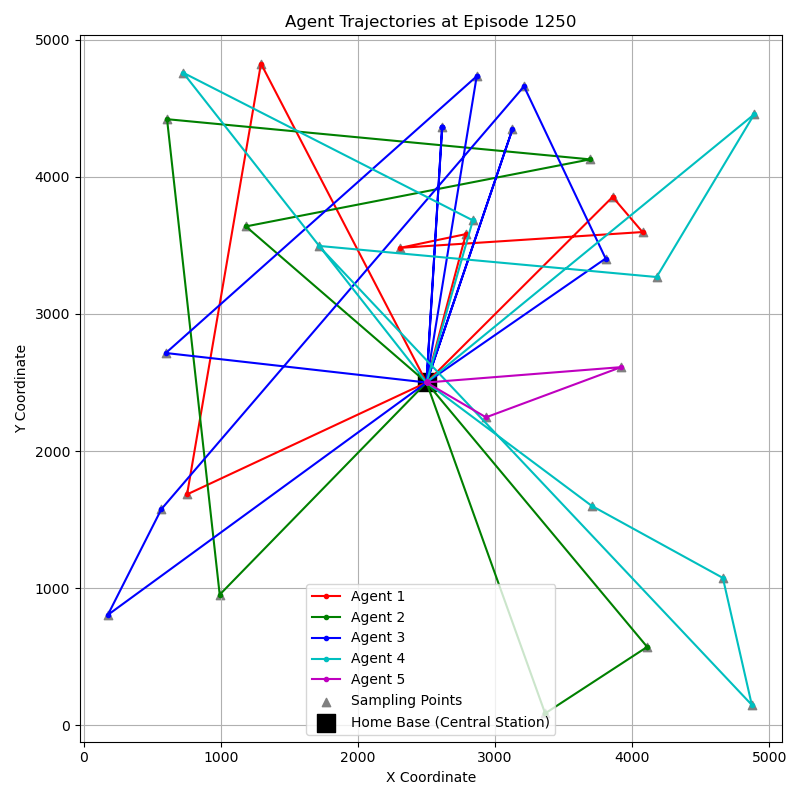 Agent Trajectories at Episode 1250
5000
4000
3000
2000
1000
0
Y Coordinate
Agent 1
Agent 2
Agent 3
Agent 4
Agent 5
Sampling Points
Home Base (Central Station)
0 1000 2000 3000 4000 5000
X Coordinate